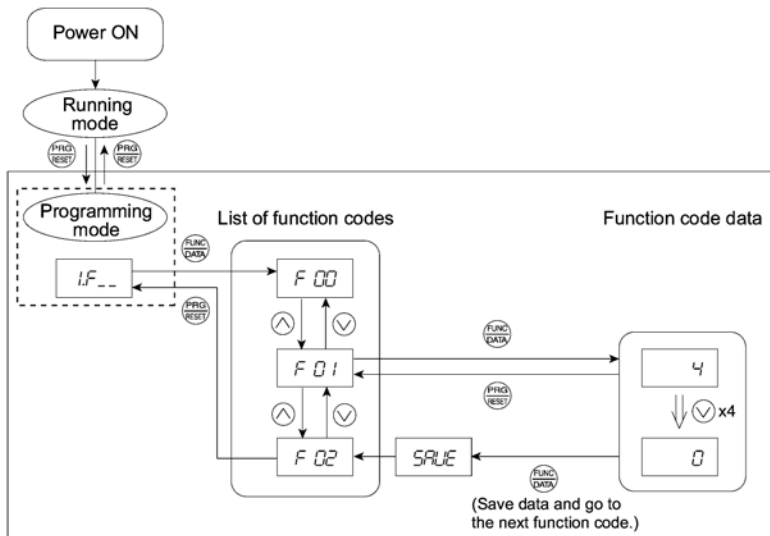 Power ON
Running
mode
PRG
RESET
PRG
RESET
Programming
mode
List of function codes
Function code data
FUNC
DATA
1.F__
F 00
PRG
RESET
FUNC
DATA
F 01
4
PRG
RESET
x4
F 02
SAVE
0
FUNC
DATA
(Save data and go to
the next function code.)